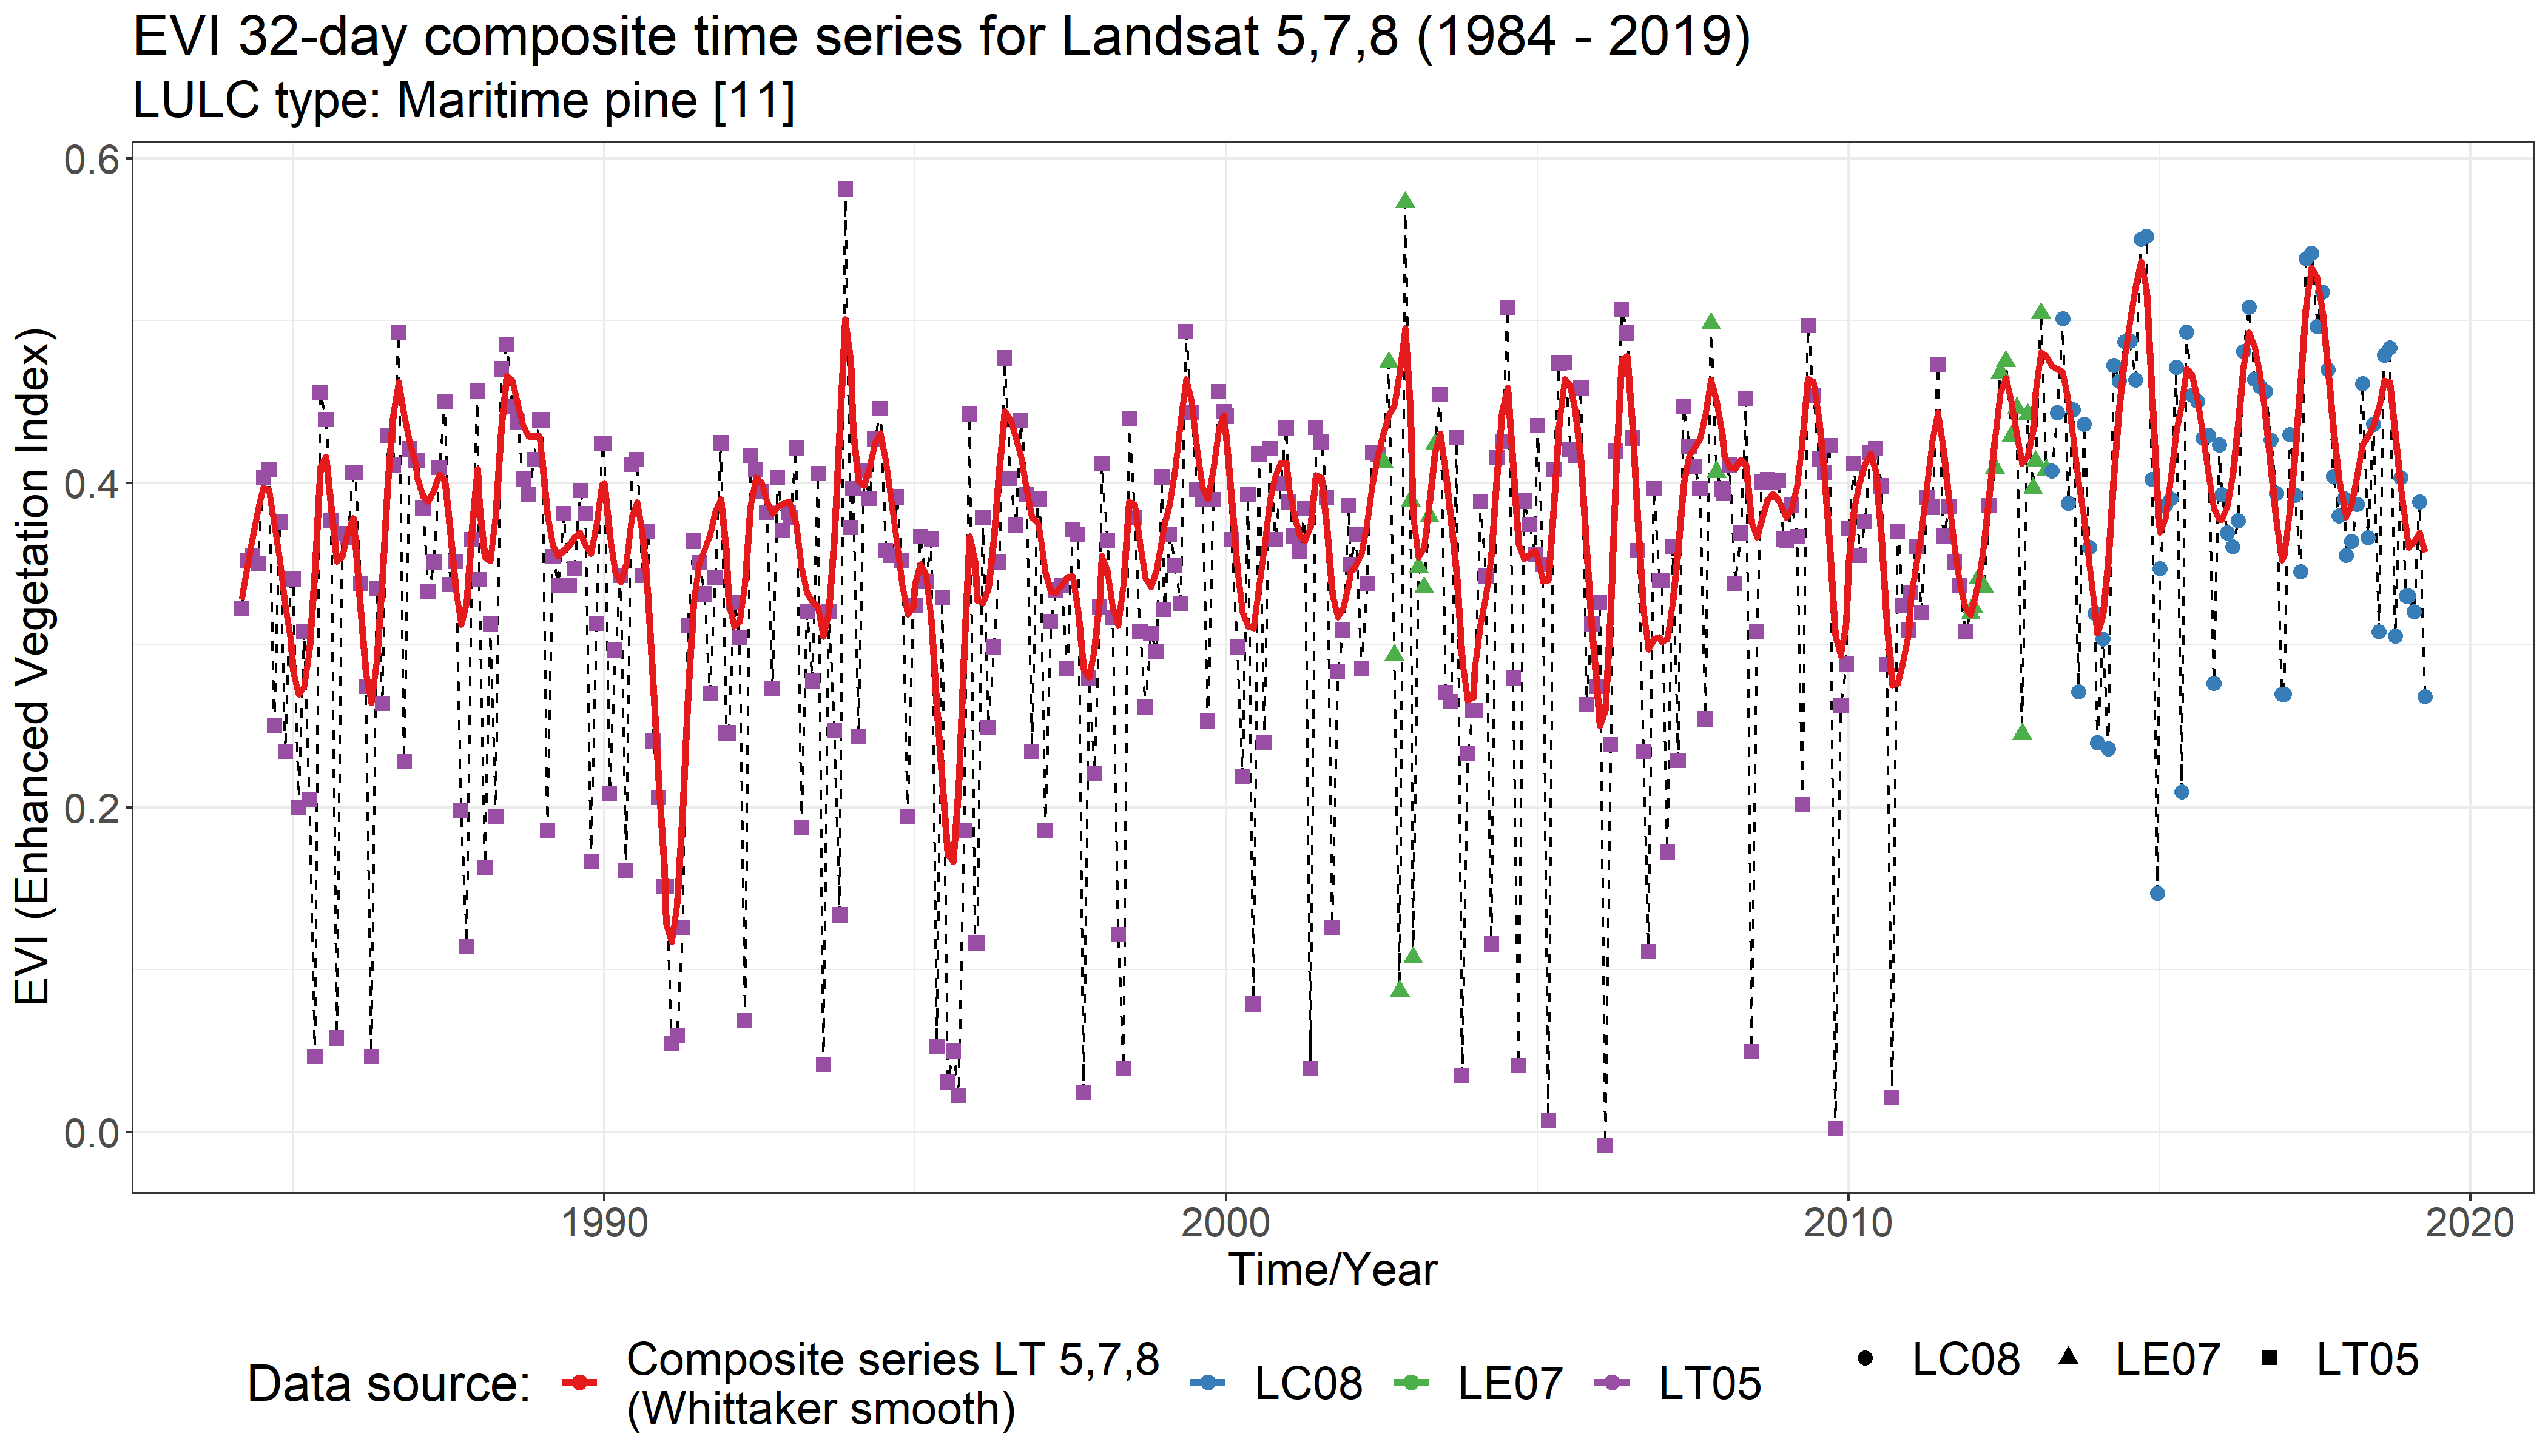 EVI 32-day composite time series for Landsat 5,7,8 (1984 - 2019)
LULC type: Maritime pine [11]
EVI (Enhanced Vegetation Index)
0.6
0.4
0.2
0.0
1990 2000 2010 2020
Time/Year
Data source:
Composite series LT 5,7,8
(Whittaker smooth)
LC08 LE07 LT05
LC08 LE07 LT05